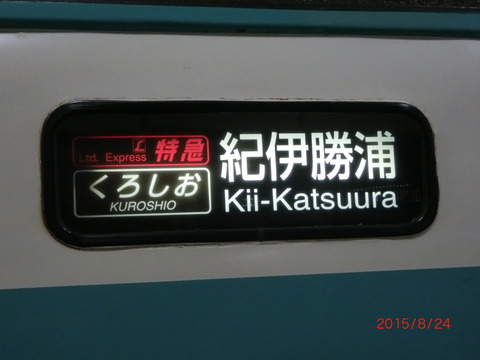 L 特急
Ltd. Express
くろしお
KUROSHIO
紀伊勝浦
Kii-Katsuura
2015/8/24